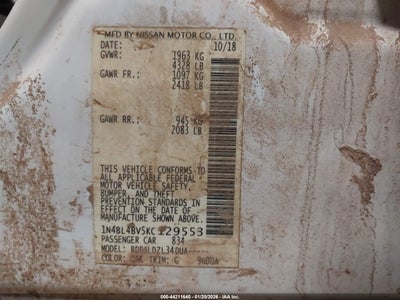 MFD BY NISSAN MOTOR CO., LTD
DATE: 10/18
GVWR: 1963 KG
4328 LB
GAWR FR.: 1097 KG
2418 LB
GAWR RR.: 945 KG
2083 LB
THIS VEHICLE CONFORMS TO
ALL APPLICABLE FEDERAL
MOTOR VEHICLE SAFETY,
BUMPER, AND THEFT
PREVENTION STANDARDS IN
EFFECT ON THE DATE OF
MANUFACTURE SHOWN ABOVE.
29553
PASSENGER CAR 834
MODEL:
COLOR: TRIM: G
000-44211640 - 01/20/2026 - IAAI